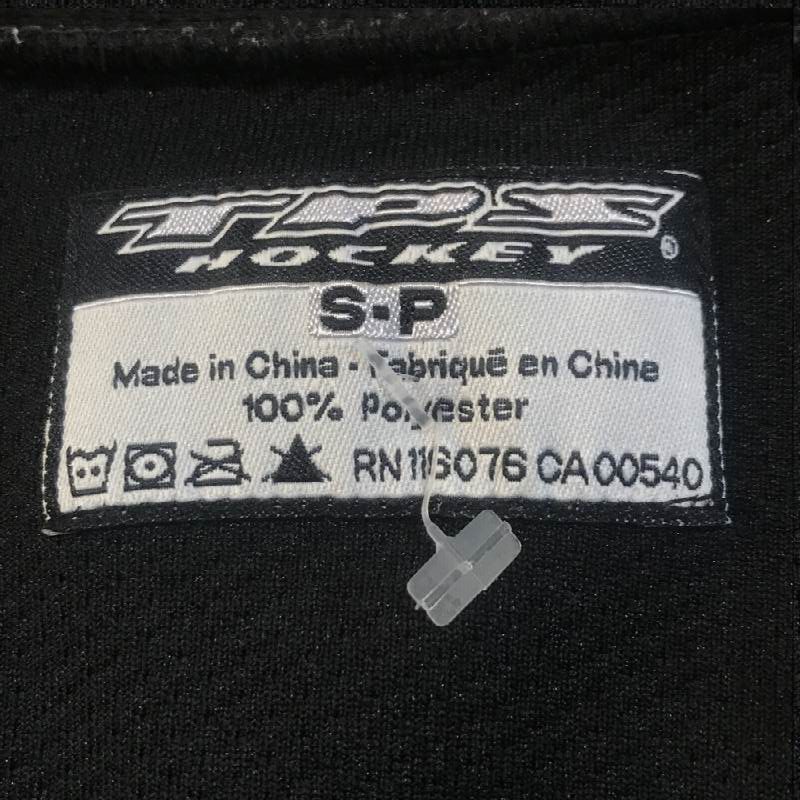 TPS
HOCKEY ®
S-P
Made in China - Fabriqué en Chine
100% Polyester
RN 116076 CA 00540